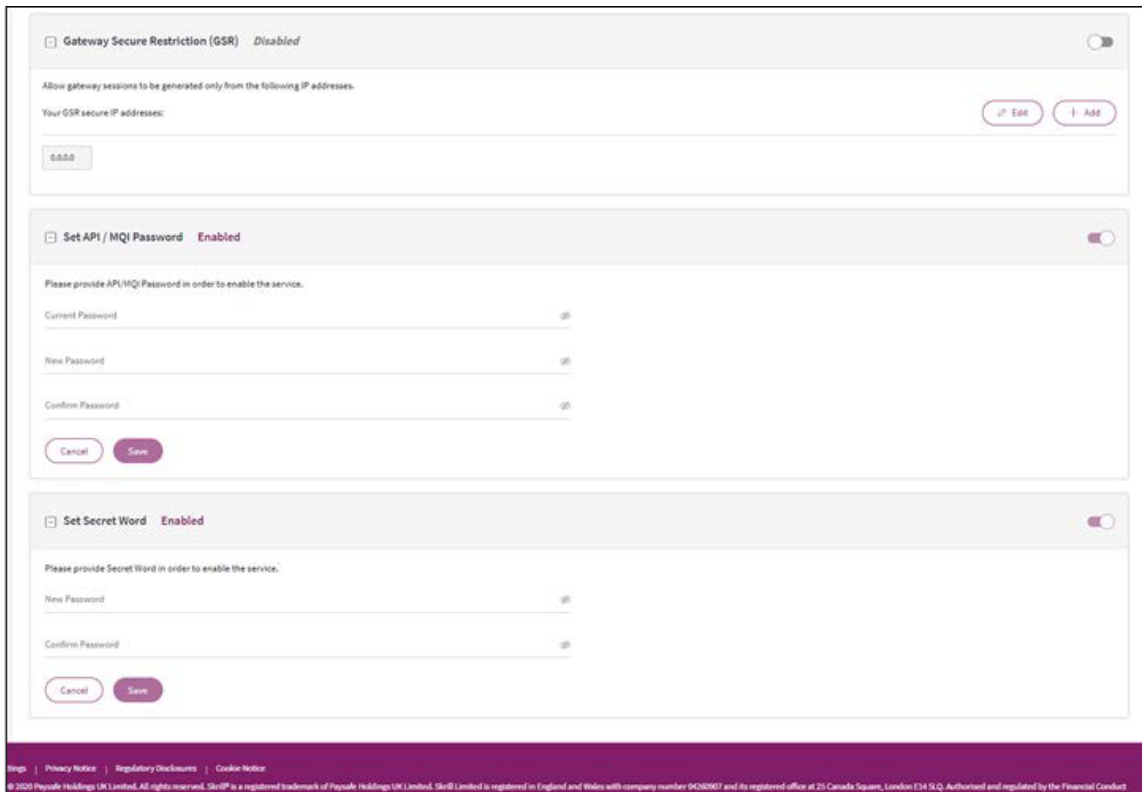 Gateway Secure Restriction (GSR) Disabled
Allow gateway sessions to be generated only from the following IP addresses.
Your GSR secure IP addresses:
Edit
Add
0.0.0.0
Set API / MQI Password Enabled
Please provide API/MQI Password in order to enable the service.
Current Password
New Password
Confirm Password
Cancel
Save
Set Secret Word Enabled
Please provide Secret Word in order to enable the service.
New Password
Confirm Password
Cancel
Save
tings | Privacy Notice | Regulatory Disclosures | Cookie Notice
© 2020 Paysafe Holdings UK Limited. All rights reserved. Skrill® is a registered trademark of Paysafe Holdings UK Limited. Skrill Limited is registered in England and Wales with company number 04260907 and its registered office at 25 Canada Square, London E14 5LQ. Authorised and regulated by the Financial Conduct